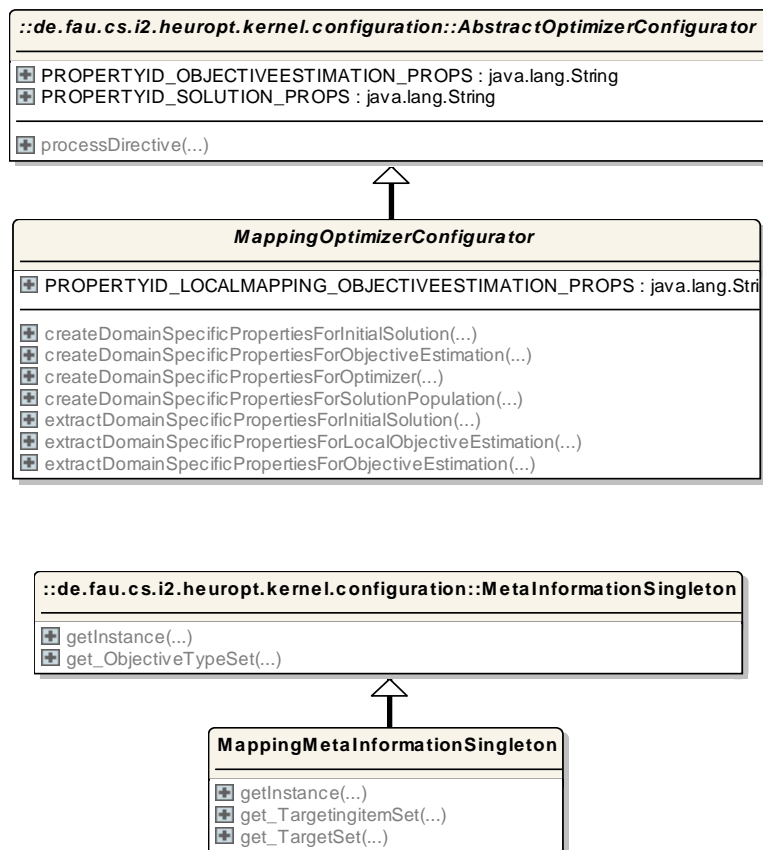 ::de.fau.cs.i2.heuropt.kernel.configuration::AbstractOptimizerConfigurator
PROPERTYID_OBJECTIVEESTIMATION_PROPS : java.lang.String
PROPERTYID_SOLUTION_PROPS : java.lang.String
processDirective(...)
MappingOptimizerConfigurator
PROPERTYID_LOCALMAPPING_OBJECTIVEESTIMATION_PROPS : java.lang.Stri
createDomainSpecificPropertiesForInitialSolution(...)
createDomainSpecificPropertiesForObjectiveEstimation(...)
createDomainSpecificPropertiesForOptimizer(...)
createDomainSpecificPropertiesForSolutionPopulation(...)
extractDomainSpecificPropertiesForInitialSolution(...)
extractDomainSpecificPropertiesForLocalObjectiveEstimation(...)
extractDomainSpecificPropertiesForObjectiveEstimation(...)
::de.fau.cs.i2.heuropt.kernel.configuration::MetaInformationSingleton
getInstance(...)
get_ObjectiveTypeSet(...)
MappingMetaInformationSingleton
getInstance(...)
get_TargetingitemSet(...)
get_TargetSet(...)